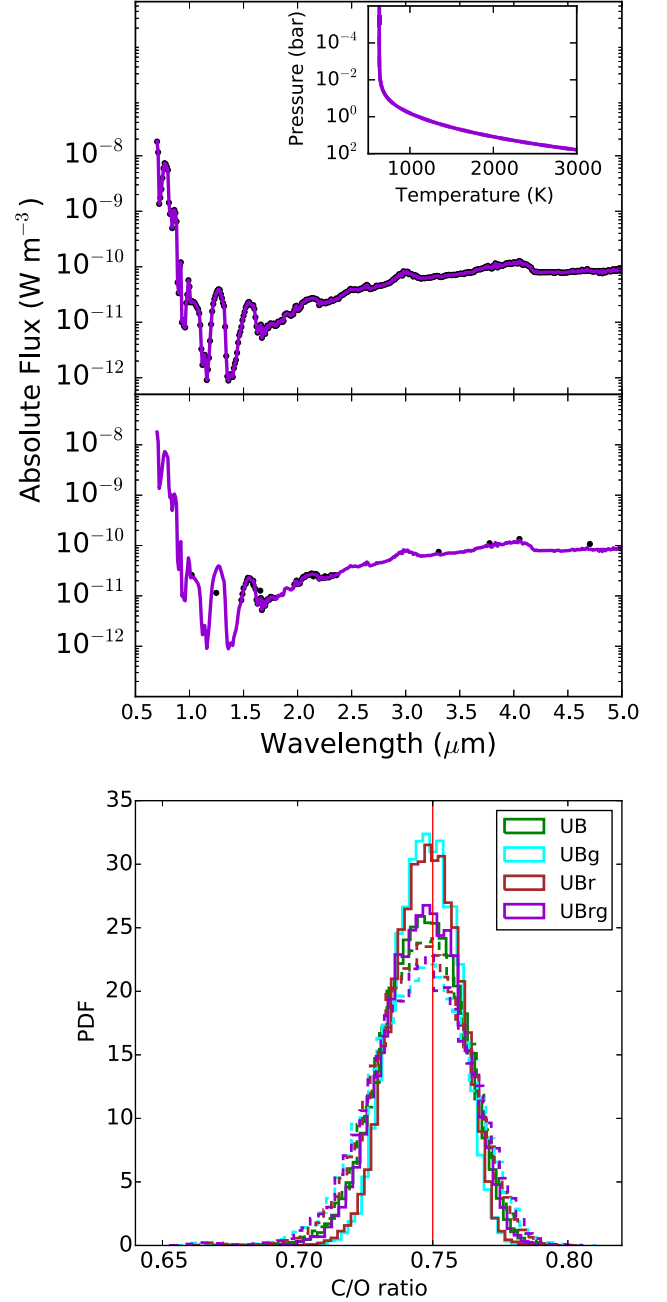 Absolute Flux (W m⁻³)
10⁻⁸
10⁻⁹
10⁻¹⁰
10⁻¹¹
10⁻¹²
Pressure (bar)
10⁻⁴
10⁻²
10⁰
10²
1000 2000 3000
Temperature (K)
10⁻⁸
10⁻⁹
10⁻¹⁰
10⁻¹¹
10⁻¹²
0.5 1.0 1.5 2.0 2.5 3.0 3.5 4.0 4.5 5.0
Wavelength (μm)
PDF
35
30
25
20
15
10
5
0
UB
UBg
UBr
UBrg
0.65 0.70 0.75 0.80
C/O ratio